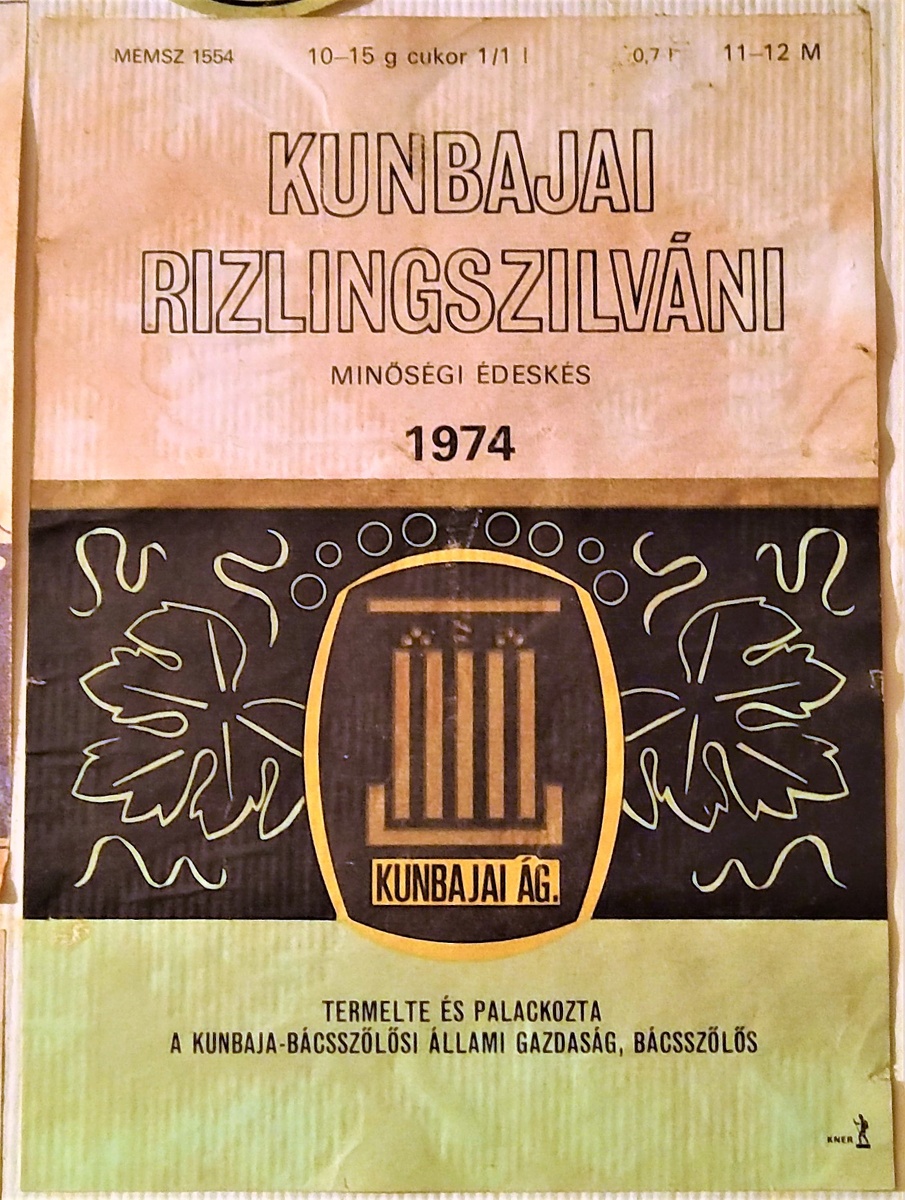 MÉMSZ 1554 10–15 g cukor 1/1 l 0,7 l 11–12 M
KUNBAJAI
RIZLINGSZILVÁNI
MINŐSÉGI ÉDESKÉS
1974
KUNBAJAI ÁG.
TERMELTE ÉS PALACKOZTA
A KUNBAJA-BÁCSSZŐLŐSI ÁLLAMI GAZDASÁG, BÁCSSZŐLŐS
KNER